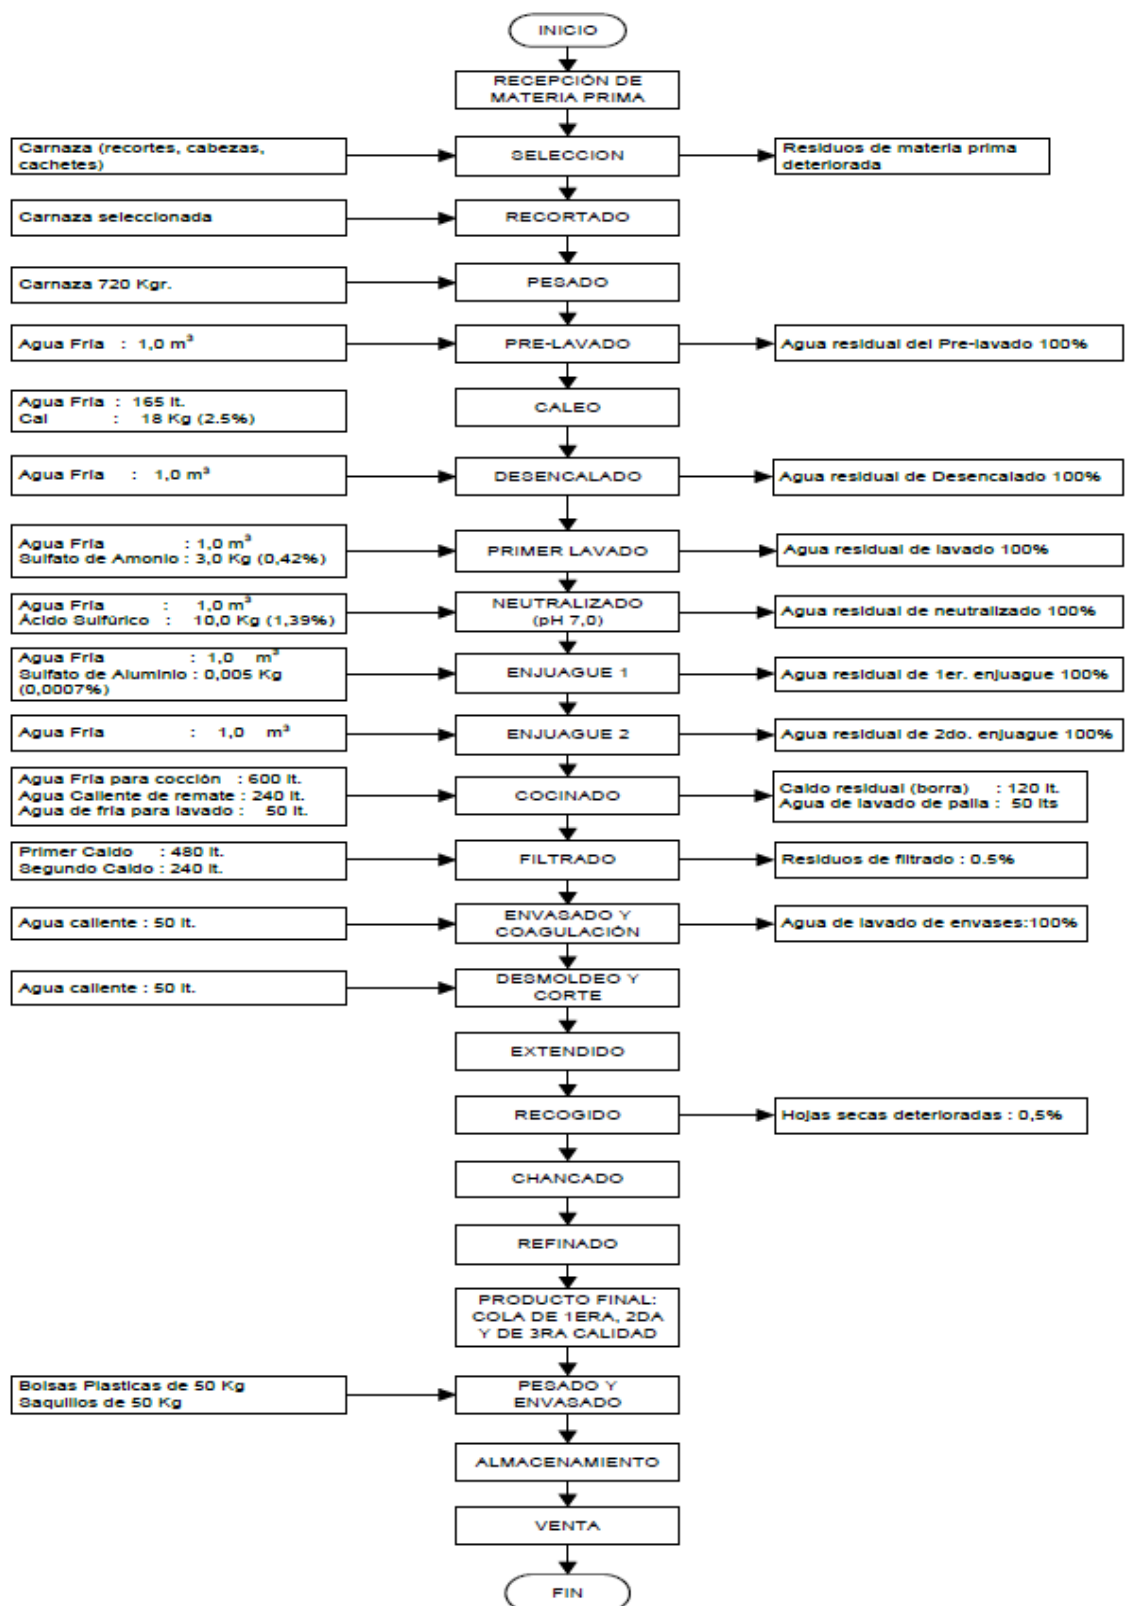 INICIO
RECEPCIÓN DE
MATERIA PRIMA
Carnaza (recortes, cabezas,
cachetes)
SELECCION
Residuos de materia prima
deteriorada
Carnaza seleccionada
RECORTADO
Carnaza 720 Kgr.
PESADO
Agua Fría : 1,0 m³
PRE-LAVADO
Agua residual del Pre-lavado 100%
Agua Fría : 165 lt.
Cal : 18 Kg (2.5%)
CALEO
Agua Fría : 1,0 m³
DESENCALADO
Agua residual de Desencalado 100%
Agua Fría : 1,0 m³
Sulfato de Amonio : 3,0 Kg (0,42%)
PRIMER LAVADO
Agua residual de lavado 100%
Agua Fría : 1,0 m³
Ácido Sulfúrico : 10,0 Kg (1,39%)
NEUTRALIZADO
(pH 7,0)
Agua residual de neutralizado 100%
Agua Fría : 1,0 m³
Sulfato de Aluminio : 0,005 Kg
(0,0007%)
ENJUAGUE 1
Agua residual de 1er. enjuague 100%
Agua Fría : 1,0 m³
ENJUAGUE 2
Agua residual de 2do. enjuague 100%
Agua Fría para cocción : 600 lt.
Agua Caliente de remate : 240 lt.
Agua de fría para lavado : 50 lt.
COCINADO
Caldo residual (borra) : 120 lt.
Agua de lavado de paila : 50 lts
Primer Caldo : 480 lt.
Segundo Caldo : 240 lt.
FILTRADO
Residuos de filtrado : 0.5%
Agua caliente : 50 lt.
ENVASADO Y
COAGULACIÓN
Agua de lavado de envases:100%
Agua caliente : 50 lt.
DESMOLDEO Y
CORTE
EXTENDIDO
RECOGIDO
Hojas secas deterioradas : 0,5%
CHANCADO
REFINADO
PRODUCTO FINAL:
COLA DE 1ERA, 2DA
Y DE 3RA CALIDAD
Bolsas Plasticas de 50 Kg
Saquillos de 50 Kg
PESADO Y
ENVASADO
ALMACENAMIENTO
VENTA
FIN